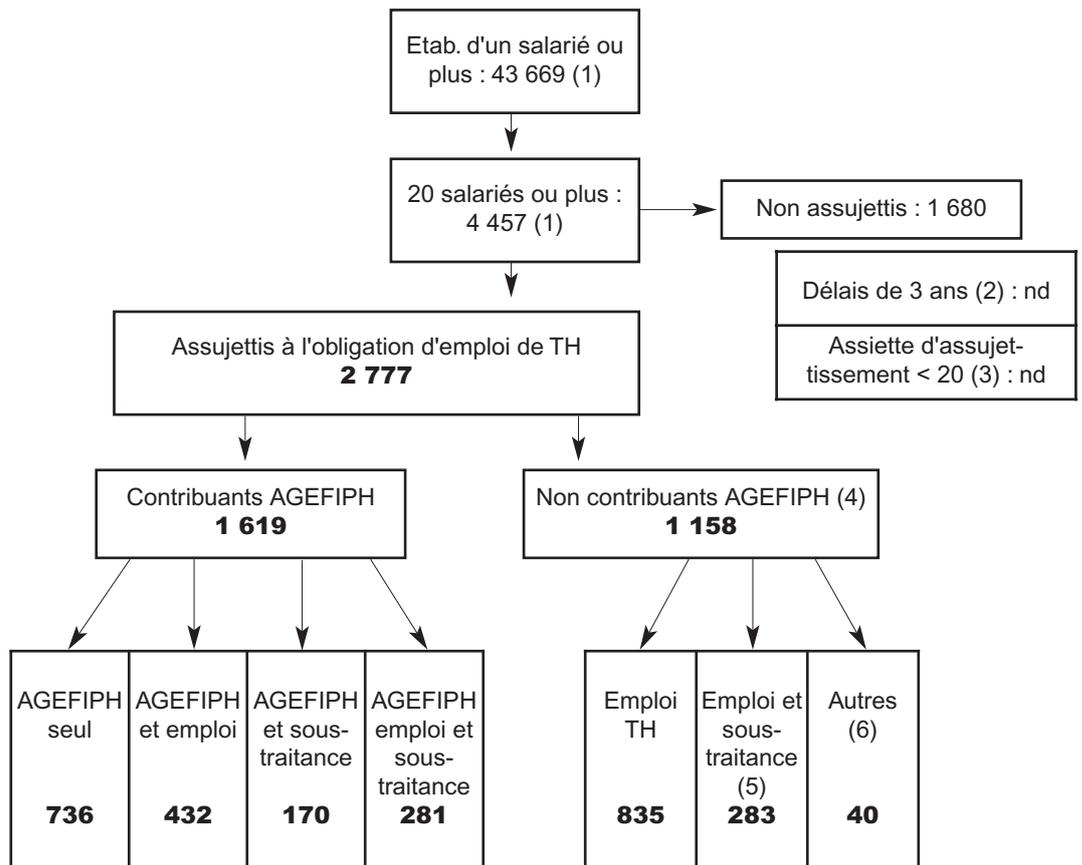 Etab. d'un salarié ou
plus : 43 669 (1)
20 salariés ou plus :
4 457 (1)
Non assujettis : 1 680
Délais de 3 ans (2) : nd
Assiette d'assujet-
tissement < 20 (3) : nd
Assujettis à l'obligation d'emploi de TH
2 777
Contribuants AGEFIPH
1 619
Non contribuants AGEFIPH (4)
1 158
AGEFIPH
seul
736
AGEFIPH
et emploi
432
AGEFIPH
et sous-
traitance
170
AGEFIPH
emploi et
sous-
traitance
281
Emploi
TH
835
Emploi et
sous-
traitance
(5)
283
Autres
(6)
40